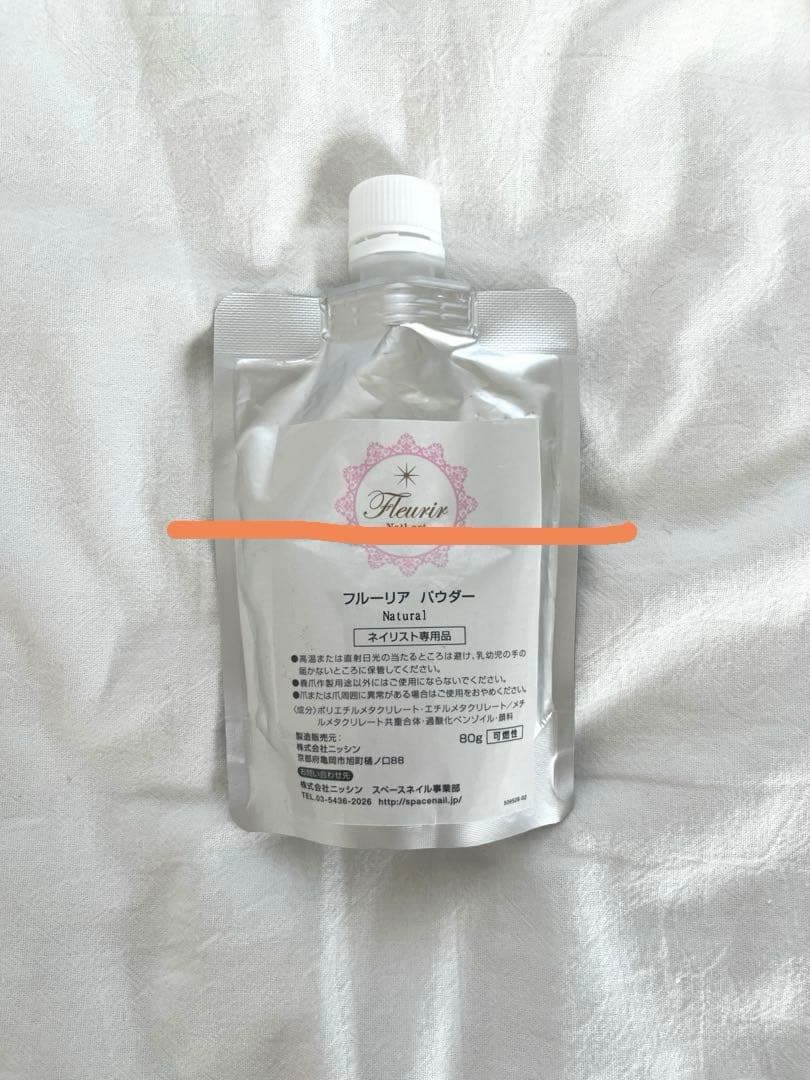 Fleurir
フルーリア パウダー
Natural
ネイリスト専用品
●高温または直射日光の当たるところは避け、乳幼児の手の
届かないところに保管してください。
●義爪作製用途以外にはご使用にならないでください。
●爪または爪周囲に異常がある場合はご使用をおやめください。
〈成分〉ポリエチルメタクリレート・エチルメタクリレート/メチ
ルメタクリレート共重合体・過酸化ベンゾイル・顔料
80g 可燃性
製造販売元：
株式会社ニッシン
京都府亀岡市旭町樋ノ口88
お問い合わせ先
株式会社ニッシン スペースネイル事業部
TEL.03-5436-2026 http://spacenail.jp/